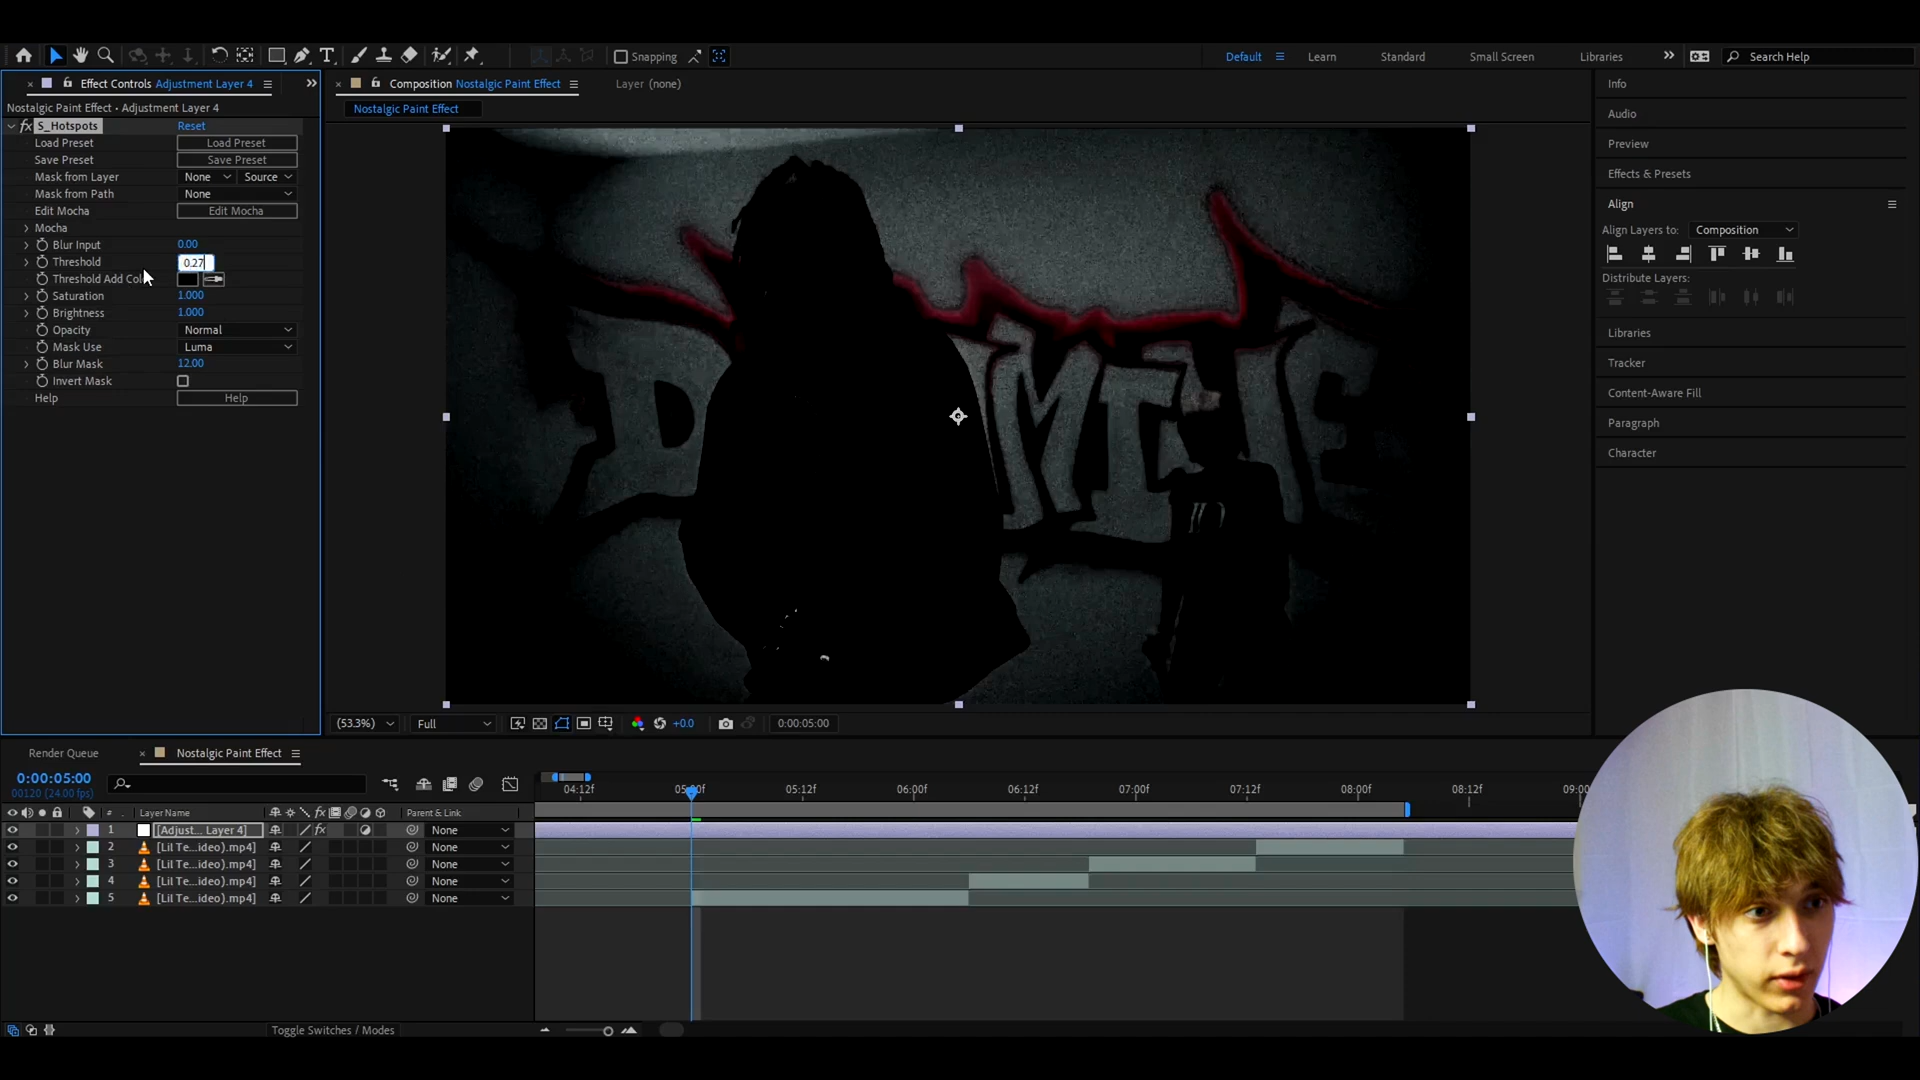 Snapping
Default
Learn
Standard
Small Screen
Libraries
Search Help
Effect Controls Adjustment Layer 4
Composition Nostalgic Paint Effect
Layer (none)
Nostalgic Paint Effect • Adjustment Layer 4
Nostalgic Paint Effect
fx S_Hotspots Reset
Load Preset Load Preset
Save Preset Save Preset
Mask from Layer None Source
Mask from Path None
Edit Mocha Edit Mocha
Mocha
Blur Input 0.00
Threshold 0.27
Threshold Add Col
Saturation 1.000
Brightness 1.000
Opacity Normal
Mask Use Luma
Blur Mask 12.00
Invert Mask
Help Help
Info
Audio
Preview
Effects & Presets
Align
Align Layers to: Composition
Distribute Layers:
Libraries
Tracker
Content-Aware Fill
Paragraph
Character
(53.3%) Full +0.0 0:00:05:00
Render Queue
Nostalgic Paint Effect
0:00:05:00
00120 (24.00 fps)
04:12f 05:00f 05:12f 06:00f 06:12f 07:00f 07:12f 08:00f 08:12f 09:00
# Layer Name fx Parent & Link
1 [Adjust... Layer 4] fx None
2 [Lil Te...ideo).mp4] None
3 [Lil Te...ideo).mp4] None
4 [Lil Te...ideo).mp4] None
5 [Lil Te...ideo).mp4] None
Toggle Switches / Modes